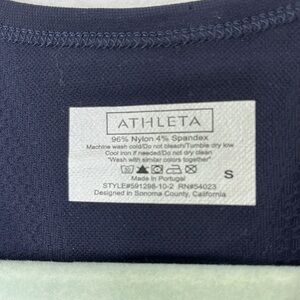 ATHLETA
96% Nylon 4% Spandex
Machine wash cold/Do not bleach/Tumble dry low
Cool iron if needed/Do not dry clean
"Wash with similar colors together"
S
Made in Portugal
STYLE#591298-10-2 RN#54023
Designed in Sonoma County, California